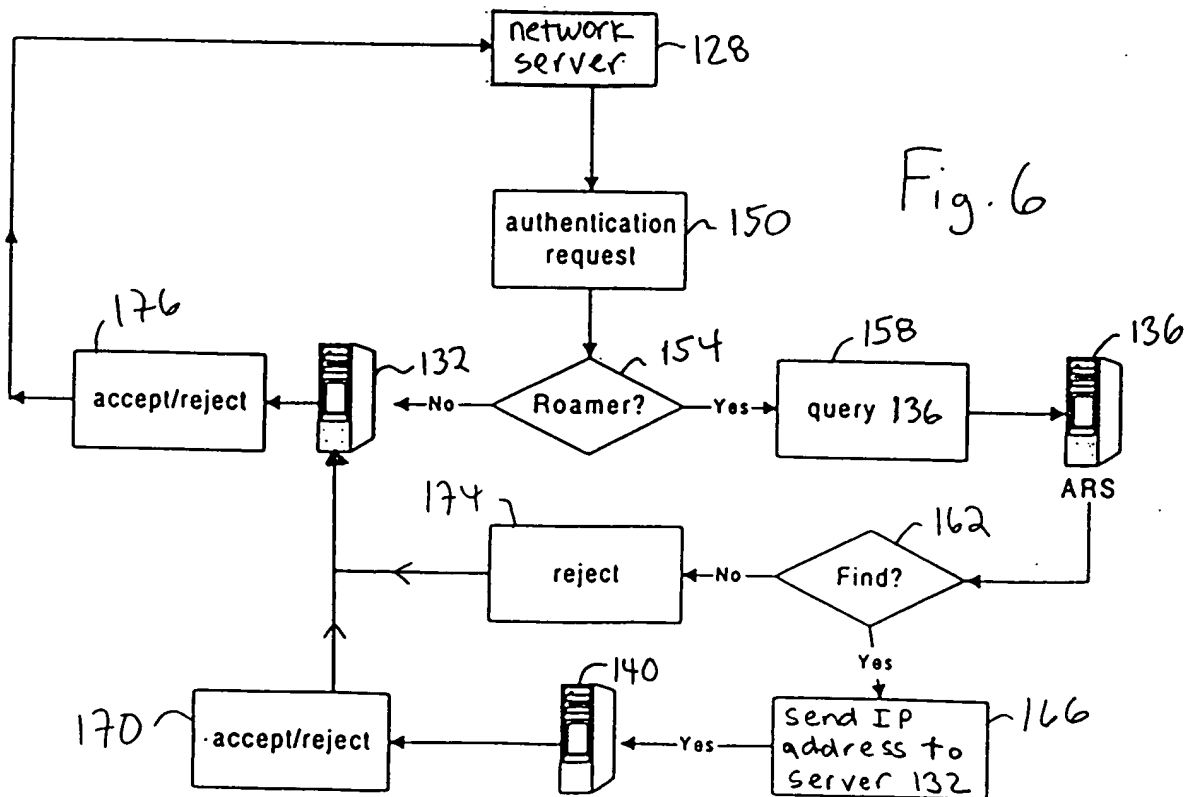 network
server
128
Fig. 6
authentication
request
150
176
132
154
158
136
accept/reject
No
Roamer?
Yes
query 136
ARS
174
162
reject
No
Find?
Yes
140
170
accept/reject
Yes
send IP
address to
server 132
166